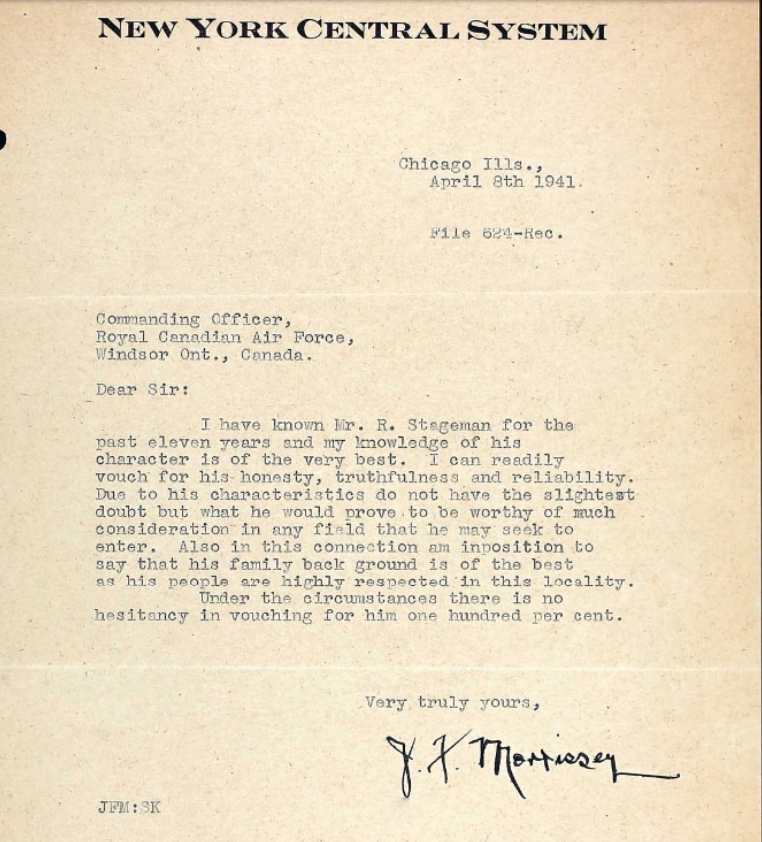 NEW YORK CENTRAL SYSTEM
Chicago Ills.,
April 8th 1941.
File 624-Rec.
Commanding Officer,
Royal Canadian Air Force,
Windsor Ont., Canada.
Dear Sir:
I have known Mr. R. Stageman for the
past eleven years and my knowledge of his
character is of the very best. I can readily
vouch for his honesty, truthfulness and reliability.
Due to his characteristics do not have the slightest
doubt but what he would prove to be worthy of much
consideration in any field that he may seek to
enter. Also in this connection am inposition to
say that his family back ground is of the best
as his people are highly respected in this locality.
Under the circumstances there is no
hesitancy in vouching for him one hundred per cent.
Very truly yours,
J. F. Morrissey
JFM:SK